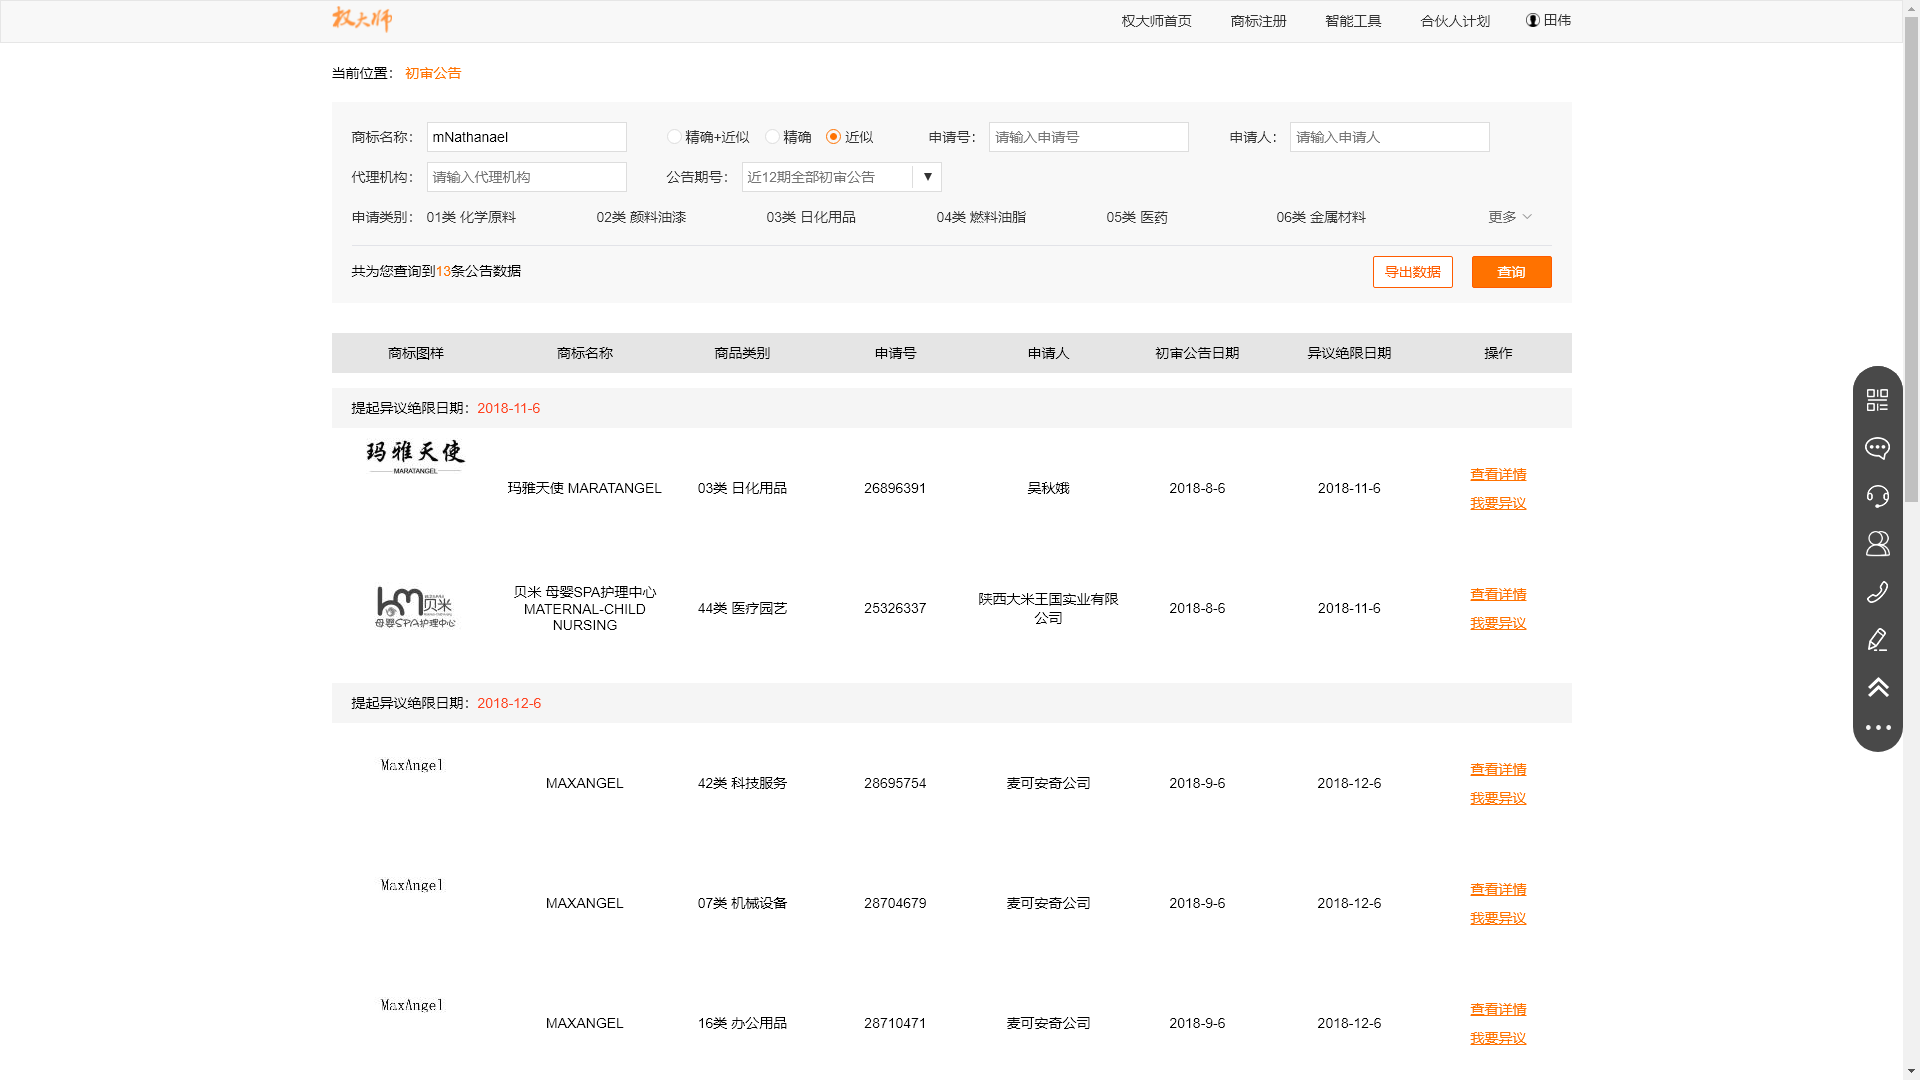 权大师
权大师首页 商标注册 智能工具 合伙人计划 田伟
当前位置： 初审公告
商标名称： mNathanael 精确+近似 精确 近似 申请号： 请输入申请号 申请人： 请输入申请人
代理机构： 请输入代理机构 公告期号： 近12期全部初审公告
申请类别： 01类 化学原料 02类 颜料油漆 03类 日化用品 04类 燃料油脂 05类 医药 06类 金属材料 更多
共为您查询到13条公告数据 导出数据 查询
商标图样 商标名称 商品类别 申请号 申请人 初审公告日期 异议绝限日期 操作
提起异议绝限日期：2018-11-6
玛雅天使
MARATANGEL
玛雅天使 MARATANGEL 03类 日化用品 26896391 吴秋娥 2018-8-6 2018-11-6 查看详情
我要异议
贝米
母婴SPA护理中心
贝米 母婴SPA护理中心
MATERNAL-CHILD
NURSING
44类 医疗园艺 25326337 陕西大米王国实业有限
公司
2018-8-6 2018-11-6 查看详情
我要异议
提起异议绝限日期：2018-12-6
MaxAngel
MAXANGEL 42类 科技服务 28695754 麦可安奇公司 2018-9-6 2018-12-6 查看详情
我要异议
MaxAngel
MAXANGEL 07类 机械设备 28704679 麦可安奇公司 2018-9-6 2018-12-6 查看详情
我要异议
MaxAngel
MAXANGEL 16类 办公用品 28710471 麦可安奇公司 2018-9-6 2018-12-6 查看详情
我要异议